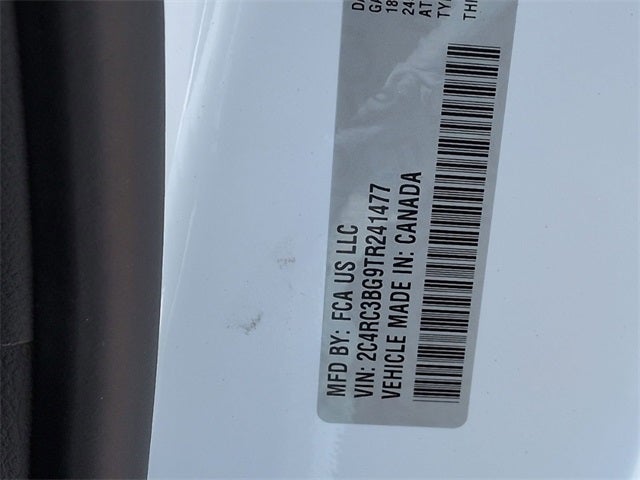 MFD BY: FCA US LLC
VIN: 2C4RC3BG9TR241477
VEHICLE MADE IN: CANADA